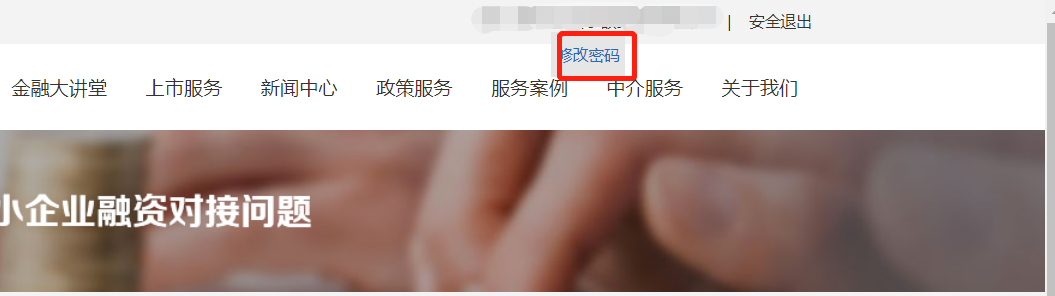 | 安全退出
修改密码
金融大讲堂 上市服务 新闻中心 政策服务 服务案例 中介服务 关于我们
小企业融资对接问题